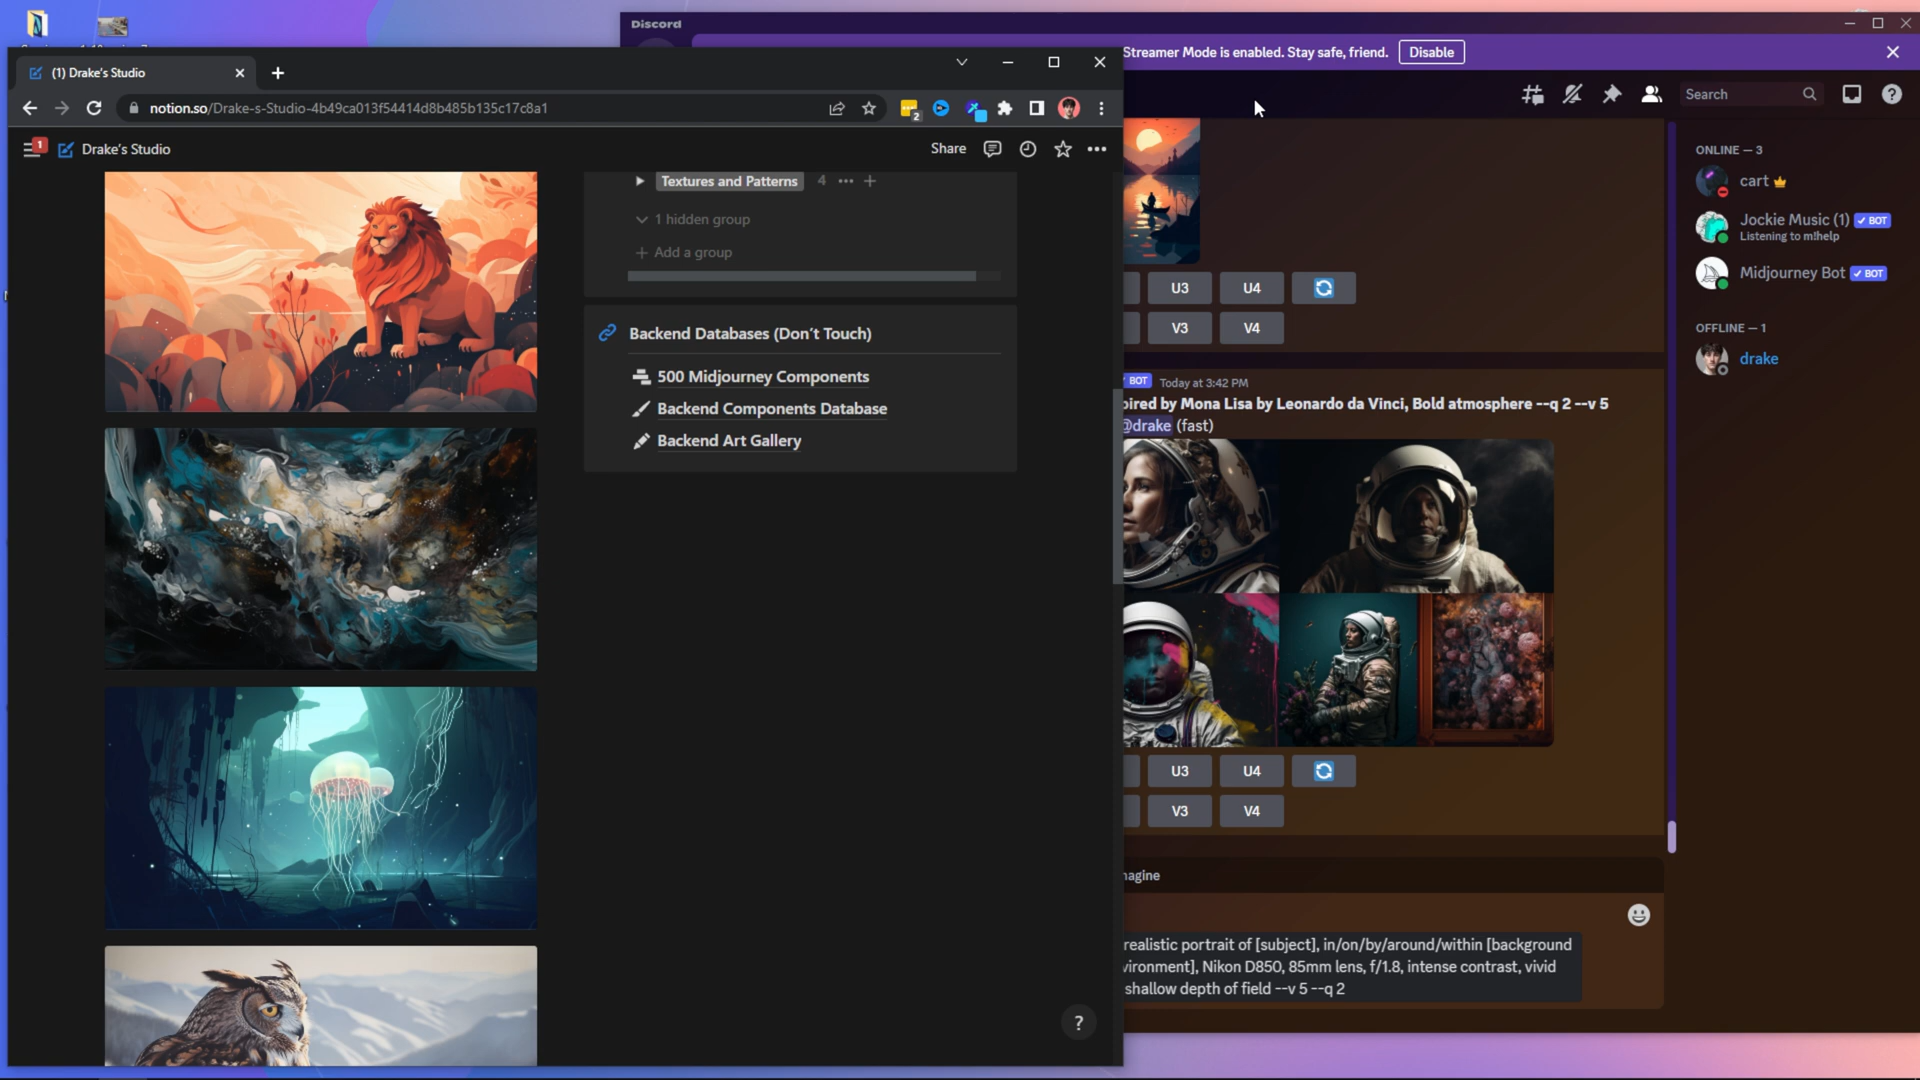 Discord
Streamer Mode is enabled. Stay safe, friend.
Disable
(1) Drake's Studio
notion.so/Drake-s-Studio-4b49ca013f54414d8b485b135c17c8a1
2
Search
1
Drake's Studio
Share
Textures and Patterns
4
1 hidden group
Add a group
Backend Databases (Don't Touch)
500 Midjourney Components
Backend Components Database
Backend Art Gallery
?
U3
U4
V3
V4
BOT
Today at 3:42 PM
pired by Mona Lisa by Leonardo da Vinci, Bold atmosphere --q 2 --v 5
@drake (fast)
U3
U4
V3
V4
magine
realistic portrait of [subject], in/on/by/around/within [background
vironment], Nikon D850, 85mm lens, f/1.8, intense contrast, vivid
shallow depth of field --v 5 --q 2
ONLINE — 3
cart
Jockie Music (1)
BOT
Listening to m!help
Midjourney Bot
BOT
OFFLINE — 1
drake